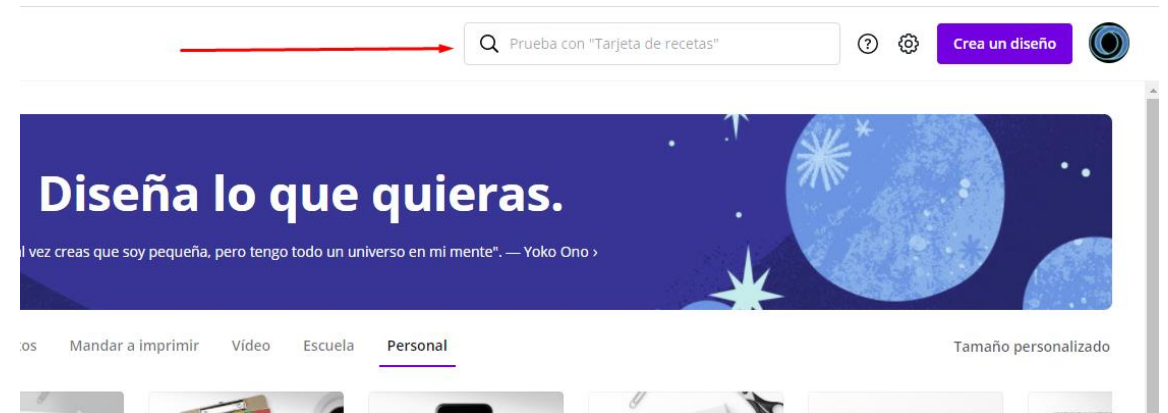 Prueba con "Tarjeta de recetas"
Crea un diseño
Diseña lo que quieras.
vez creas que soy pequeña, pero tengo todo un universo en mi mente". — Yoko Ono ›
Mandar a imprimir Vídeo Escuela Personal Tamaño personalizado